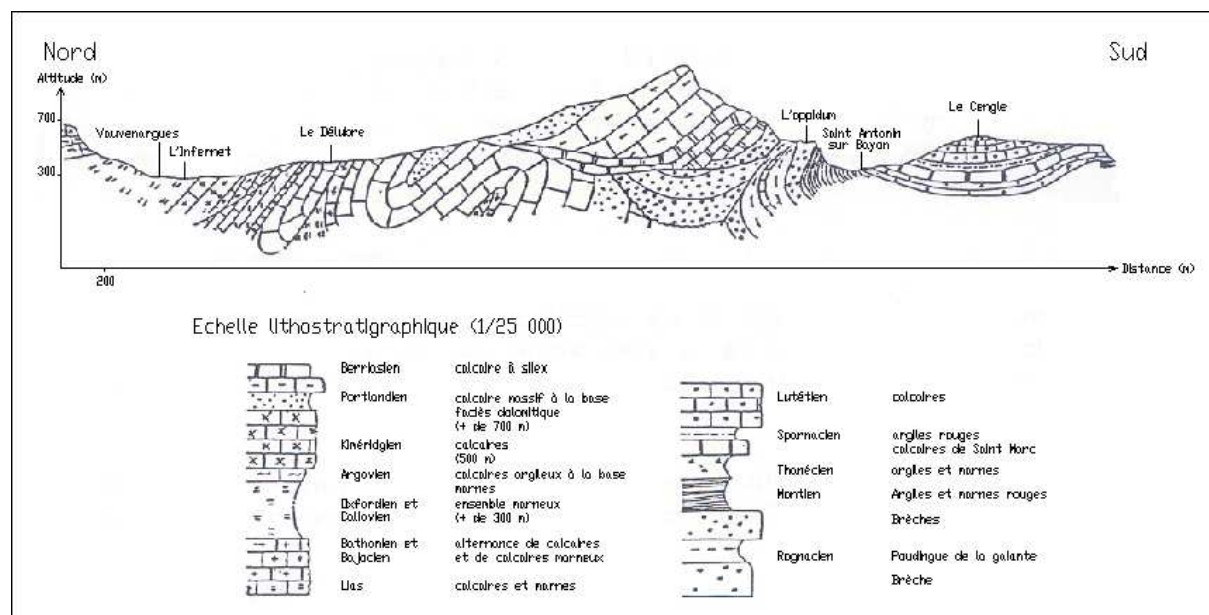 Nord
Sud
Altitude (m)
700
300
Vauvenargues
L'Infernet
Le Délubre
L'oppidum
Saint Antonin
sur Bayon
Le Cengle
200
Distance (m)
Echelle lithostratigraphique (1/25 000)
Berriasien calcaire à silex
Portlandien calcaire massif à la base
faciès dolomitique
(+ de 700 m)
Kiméridgien calcaires
(500 m)
Argovien calcaires argileux à la base
marnes
Oxfordien et ensemble marneux
Callovien (+ de 300 m)
Bathonien et alternance de calcaires
Bajocien et de calcaires marneux
Lias calcaires et marnes
Lutétien calcaires
Sparnacien argiles rouges
calcaires de Saint Marc
Thanécien argiles et marnes
Montien Argiles et marnes rouges
Brèches
Rognacien Poudingue de la galante
Brèche